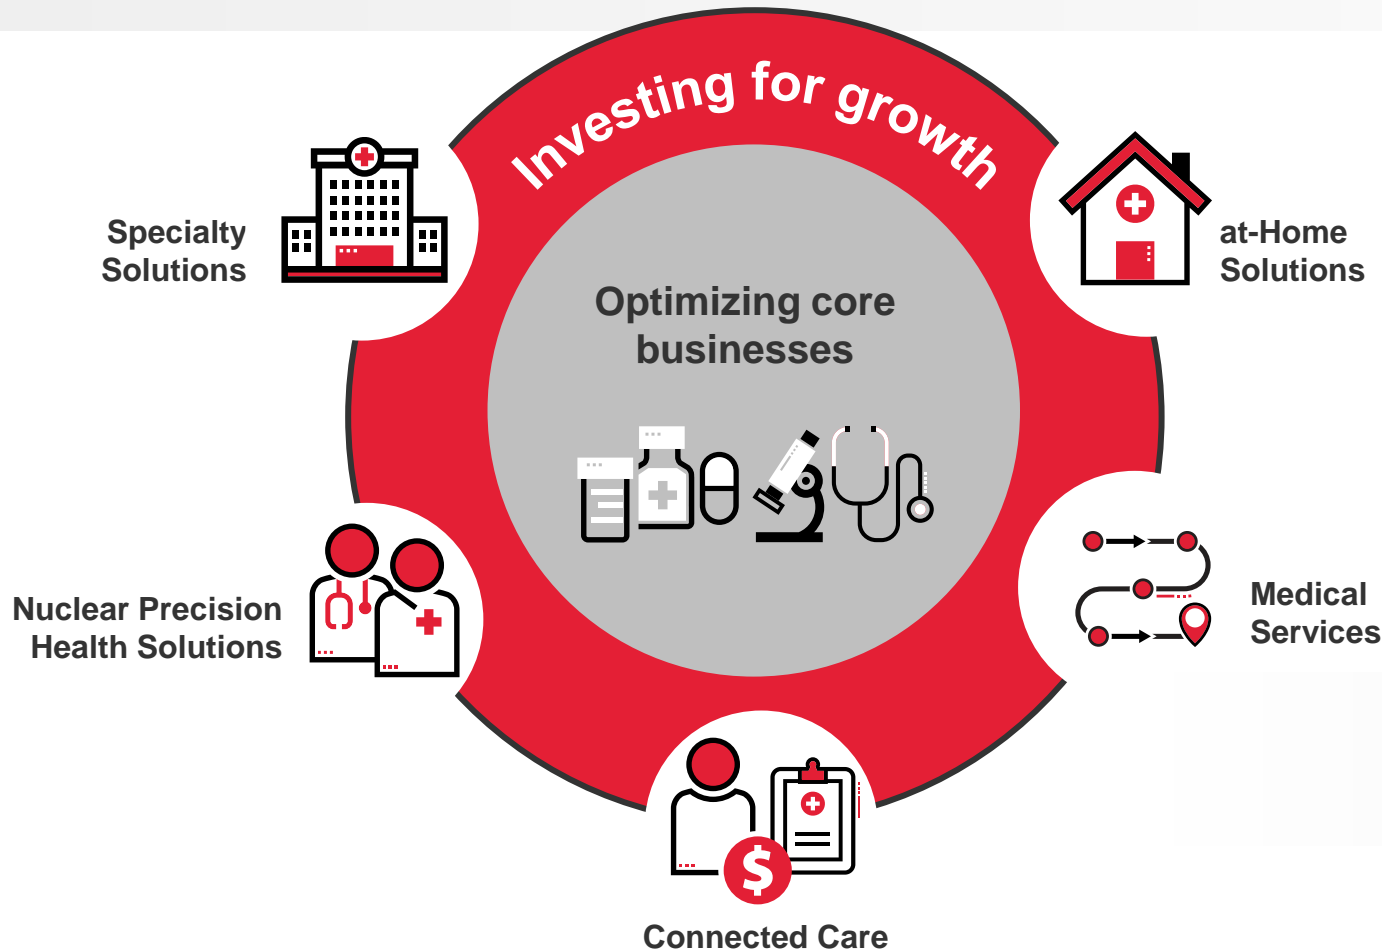 Investing for growth
Specialty
Solutions
at-Home
Solutions
Optimizing core
businesses
Nuclear Precision
Health Solutions
Medical
Services
$
Connected Care